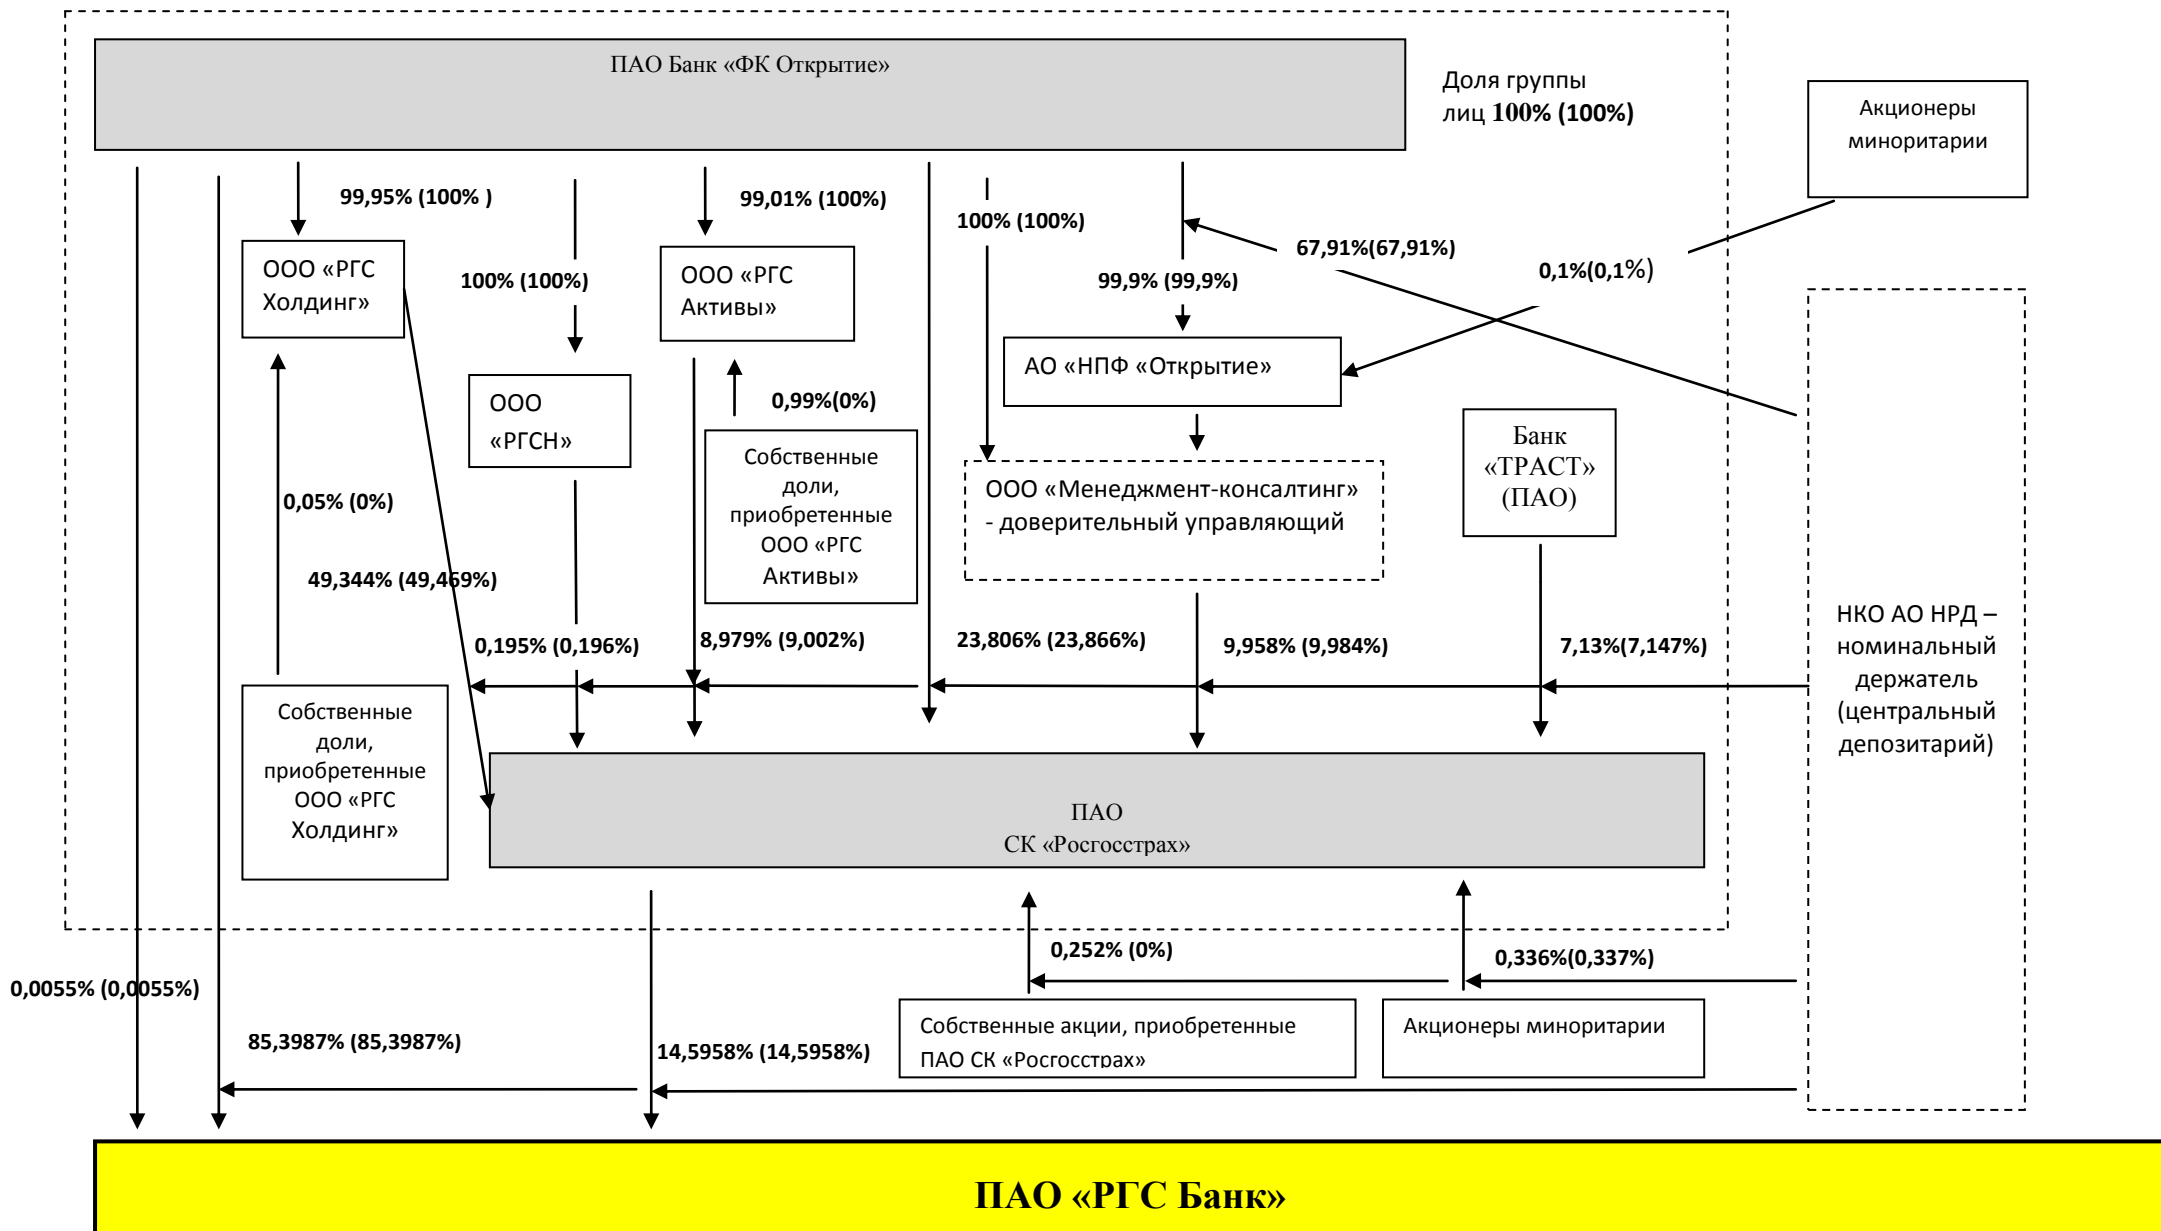 ПАО Банк «ФК Открытие»
Доля группы
лиц 100% (100%)
Акционеры
миноритарии
99,95% (100% )
99,01% (100%)
100% (100%)
67,91%(67,91%)
0,1%(0,1%)
ООО «РГС
Холдинг»
100% (100%)
ООО «РГС
Активы»
99,9% (99,9%)
АО «НПФ «Открытие»
ООО
«РГСН»
0,99%(0%)
Банк
«ТРАСТ»
(ПАО)
Собственные
доли,
приобретенные
ООО «РГС
Активы»
ООО «Менеджмент-консалтинг»
- доверительный управляющий
0,05% (0%)
49,344% (49,469%)
0,195% (0,196%)
8,979% (9,002%)
23,806% (23,866%)
9,958% (9,984%)
7,13%(7,147%)
НКО АО НРД –
номинальный
держатель
(центральный
депозитарий)
Собственные
доли,
приобретенные
ООО «РГС
Холдинг»
ПАО
СК «Росгосстрах»
0,252% (0%)
0,336%(0,337%)
0,0055% (0,0055%)
85,3987% (85,3987%)
14,5958% (14,5958%)
Собственные акции, приобретенные
ПАО СК «Росгосстрах»
Акционеры миноритарии
ПАО «РГС Банк»